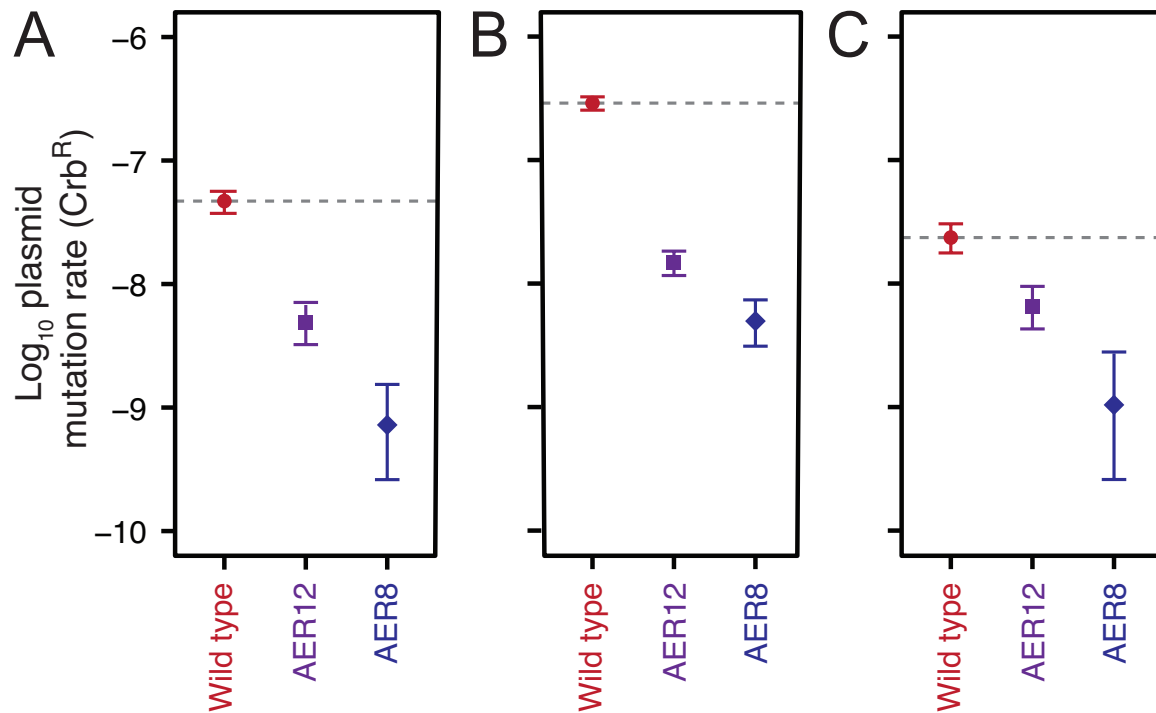 A
B
C
Log₁₀ plasmid
mutation rate (Crbᴿ)
−6
−7
−8
−9
−10
Wild type
AER12
AER8
Wild type
AER12
AER8
Wild type
AER12
AER8